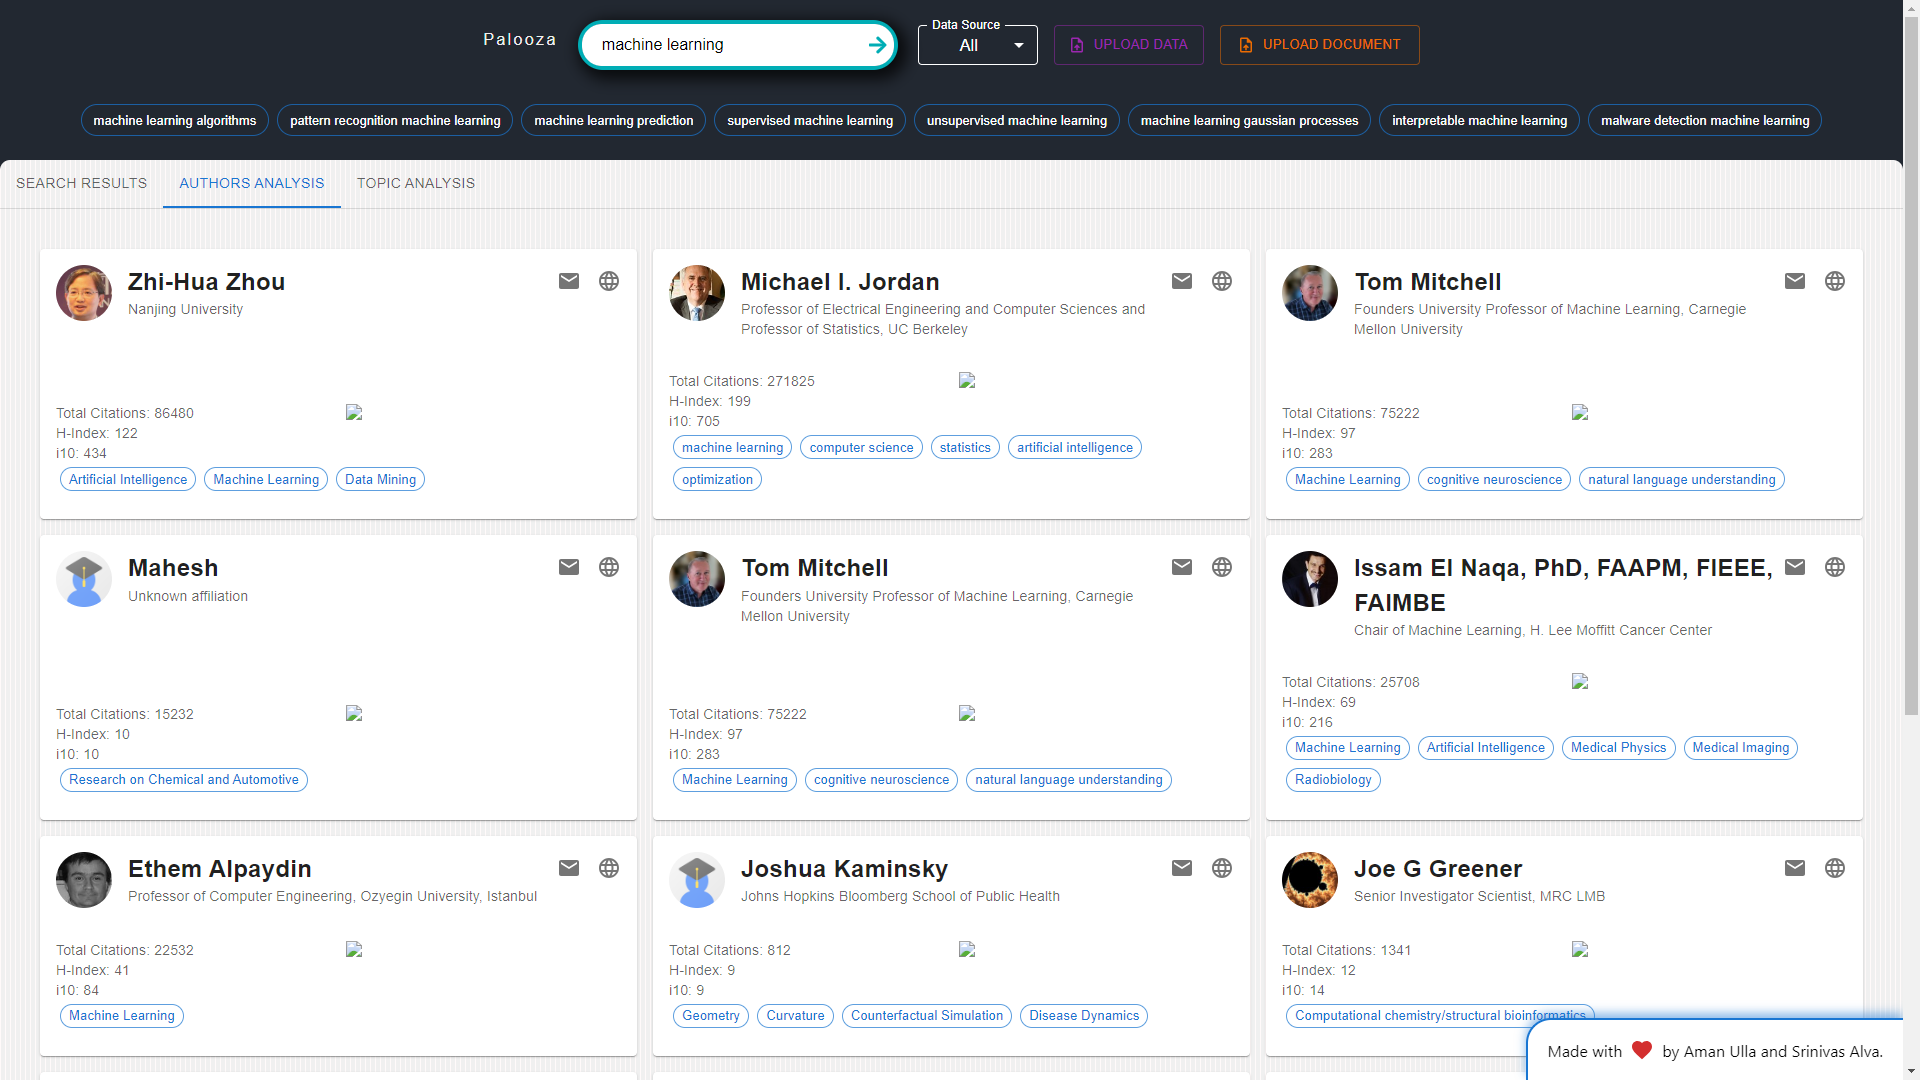 Palooza
machine learning
Data Source
All
UPLOAD DATA
UPLOAD DOCUMENT
machine learning algorithms
pattern recognition machine learning
machine learning prediction
supervised machine learning
unsupervised machine learning
machine learning gaussian processes
interpretable machine learning
malware detection machine learning
SEARCH RESULTS
AUTHORS ANALYSIS
TOPIC ANALYSIS
Zhi-Hua Zhou
Nanjing University
Total Citations: 86480
H-Index: 122
i10: 434
Artificial Intelligence
Machine Learning
Data Mining
Michael I. Jordan
Professor of Electrical Engineering and Computer Sciences and
Professor of Statistics, UC Berkeley
Total Citations: 271825
H-Index: 199
i10: 705
machine learning
computer science
statistics
artificial intelligence
optimization
Tom Mitchell
Founders University Professor of Machine Learning, Carnegie
Mellon University
Total Citations: 75222
H-Index: 97
i10: 283
Machine Learning
cognitive neuroscience
natural language understanding
Mahesh
Unknown affiliation
Total Citations: 15232
H-Index: 10
i10: 10
Research on Chemical and Automotive
Tom Mitchell
Founders University Professor of Machine Learning, Carnegie
Mellon University
Total Citations: 75222
H-Index: 97
i10: 283
Machine Learning
cognitive neuroscience
natural language understanding
Issam El Naqa, PhD, FAAPM, FIEEE,
FAIMBE
Chair of Machine Learning, H. Lee Moffitt Cancer Center
Total Citations: 25708
H-Index: 69
i10: 216
Machine Learning
Artificial Intelligence
Medical Physics
Medical Imaging
Radiobiology
Ethem Alpaydin
Professor of Computer Engineering, Ozyegin University, Istanbul
Total Citations: 22532
H-Index: 41
i10: 84
Machine Learning
Joshua Kaminsky
Johns Hopkins Bloomberg School of Public Health
Total Citations: 812
H-Index: 9
i10: 9
Geometry
Curvature
Counterfactual Simulation
Disease Dynamics
Joe G Greener
Senior Investigator Scientist, MRC LMB
Total Citations: 1341
H-Index: 12
i10: 14
Computational chemistry/structural bioinformatics
Made with
by Aman Ulla and Srinivas Alva.